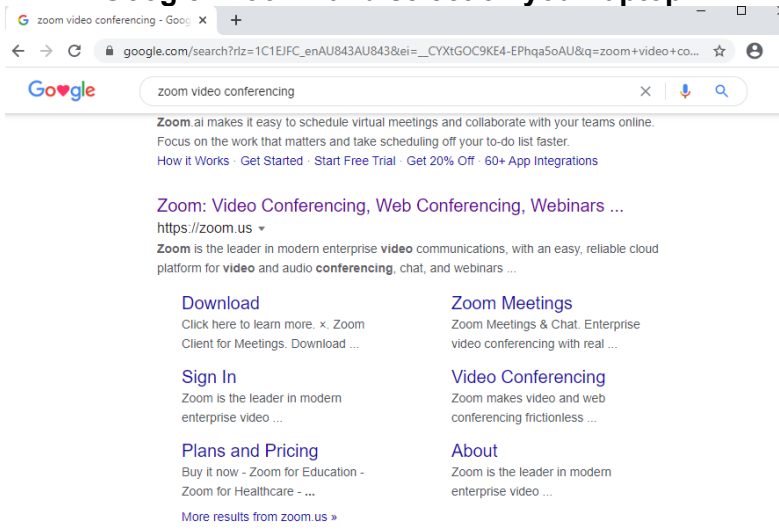 Google select on your laptop
zoom video conferencing - Goog
google.com/search?rlz=1C1EJFC_enAU843AU843&ei=__CYXtGOC9KE4-EPhqa5oAU&q=zoom+video+co...
Google
zoom video conferencing
Zoom.ai makes it easy to schedule virtual meetings and collaborate with your teams online.
Focus on the work that matters and take scheduling off your to-do list faster.
How it Works · Get Started · Start Free Trial · Get 20% Off · 60+ App Integrations
Zoom: Video Conferencing, Web Conferencing, Webinars ...
https://zoom.us
Zoom is the leader in modern enterprise video communications, with an easy, reliable cloud
platform for video and audio conferencing, chat, and webinars ...
Download
Click here to learn more. ×. Zoom
Client for Meetings. Download ...
Zoom Meetings
Zoom Meetings & Chat. Enterprise
video conferencing with real ...
Sign In
Zoom is the leader in modern
enterprise video ...
Video Conferencing
Zoom makes video and web
conferencing frictionless ...
Plans and Pricing
Buy it now - Zoom for Education -
Zoom for Healthcare - ...
About
Zoom is the leader in modern
enterprise video ...
More results from zoom.us »